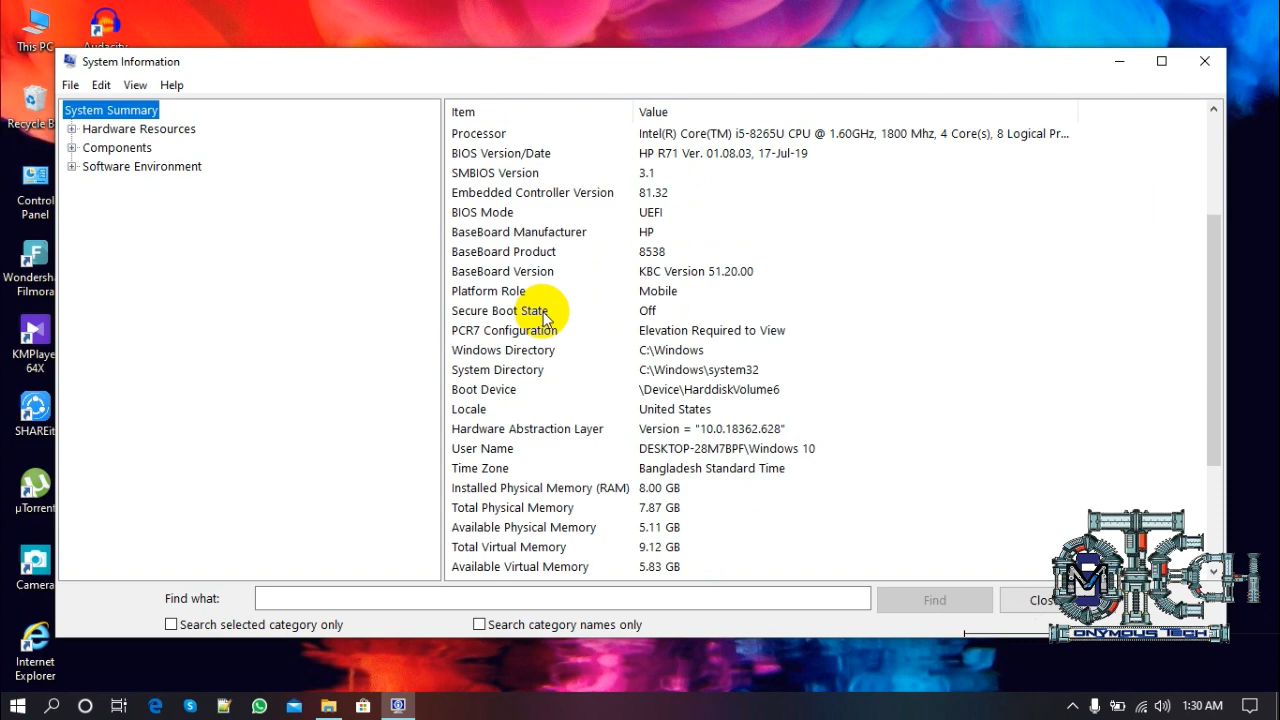 This PC
Audacity
System Information
File Edit View Help
Recycle B
Control
Panel
Wondersha
Filmora
KMPlaye
64X
SHAREit
µTorrent
Camera
Internet
Explorer
System Summary
Hardware Resources
Components
Software Environment
Item Value
Processor Intel(R) Core(TM) i5-8265U CPU @ 1.60GHz, 1800 Mhz, 4 Core(s), 8 Logical Pr...
BIOS Version/Date HP R71 Ver. 01.08.03, 17-Jul-19
SMBIOS Version 3.1
Embedded Controller Version 81.32
BIOS Mode UEFI
BaseBoard Manufacturer HP
BaseBoard Product 8538
BaseBoard Version KBC Version 51.20.00
Platform Role Mobile
Secure Boot State Off
PCR7 Configuration Elevation Required to View
Windows Directory C:\Windows
System Directory C:\Windows\system32
Boot Device \Device\HarddiskVolume6
Locale United States
Hardware Abstraction Layer Version = "10.0.18362.628"
User Name DESKTOP-28M7BPF\Windows 10
Time Zone Bangladesh Standard Time
Installed Physical Memory (RAM) 8.00 GB
Total Physical Memory 7.87 GB
Available Physical Memory 5.11 GB
Total Virtual Memory 9.12 GB
Available Virtual Memory 5.83 GB
Find what: Find Clos
Search selected category only Search category names only
OMTECH
ONYMOUS TECH
1:30 AM